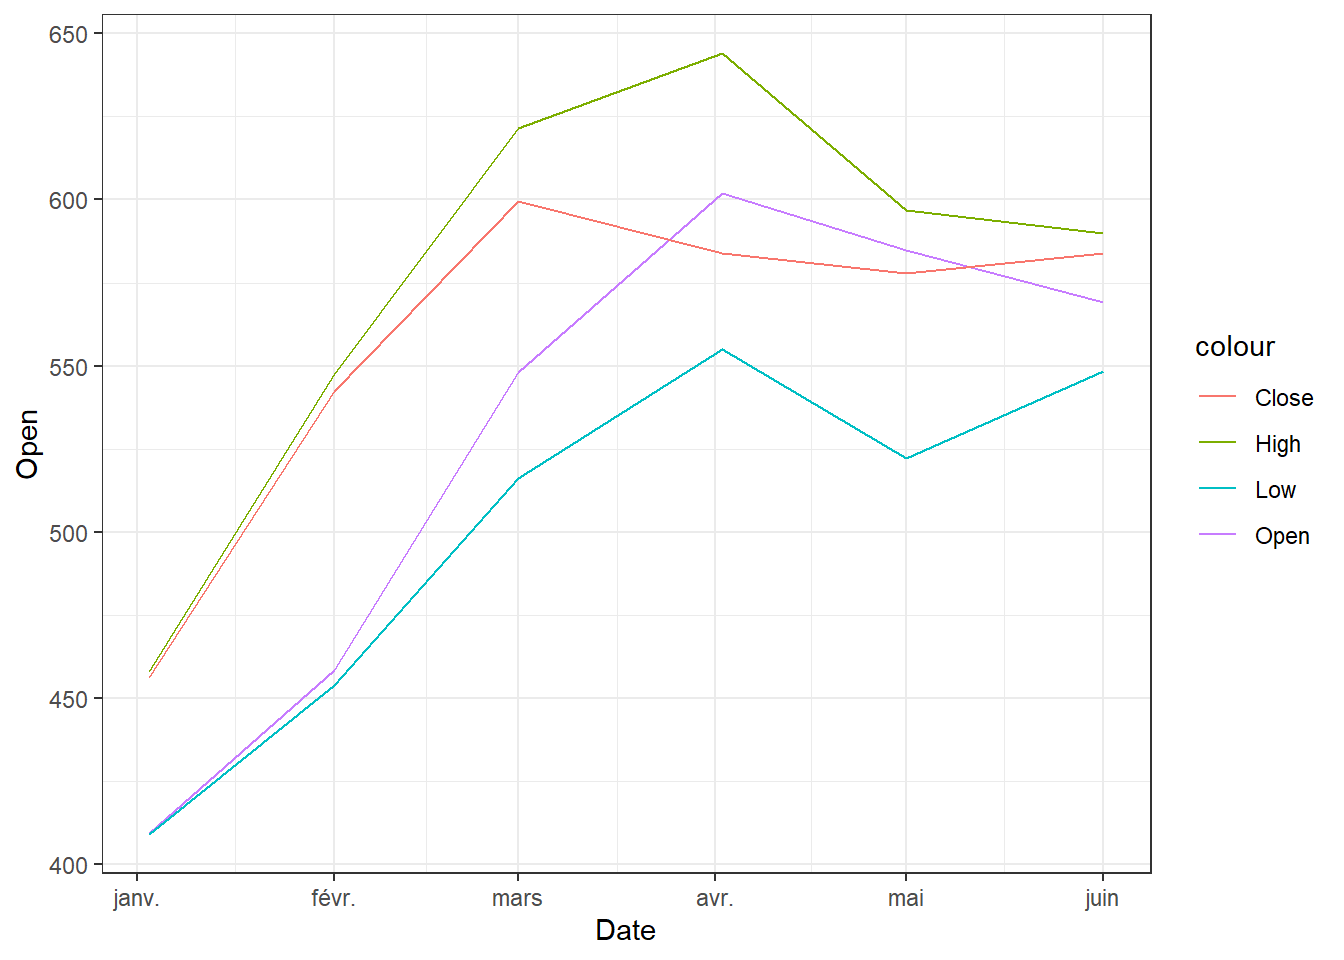 650
600
550
500
450
400
Open
janv. févr. mars avr. mai juin
Date
colour
Close
High
Low
Open